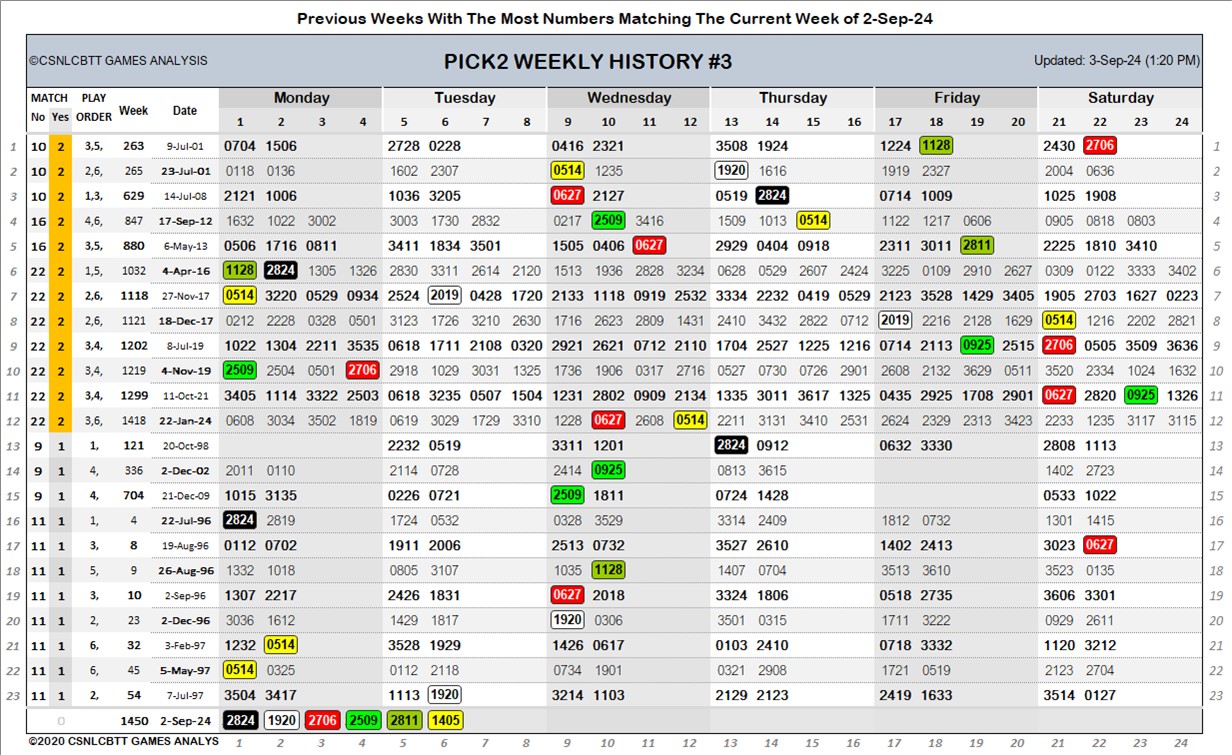 Previous Weeks With The Most Numbers Matching The Current Week of 2-Sep-24
©CSNLCBTT GAMES ANALYSIS PICK2 WEEKLY HISTORY #3 Updated: 3-Sep-24 (1:20 PM)
MATCH PLAY Week Date Monday Tuesday Wednesday Thursday Friday Saturday
No Yes ORDER 1 2 3 4 5 6 7 8 9 10 11 12 13 14 15 16 17 18 19 20 21 22 23 24
1 10 2 3,5, 263 9-Jul-01 0704 1506 2728 0228 0416 2321 3508 1924 1224 1128 2430 2706 1
2 10 2 2,6, 265 23-Jul-01 0118 0136 1602 2307 0514 1235 1920 1616 1919 2327 2004 0636 2
3 10 2 1,3, 629 14-Jul-08 2121 1006 1036 3205 0627 2127 0519 2824 0714 1009 1025 1908 3
4 16 2 4,6, 847 17-Sep-12 1632 1022 3002 3003 1730 2832 0217 2509 3416 1509 1013 0514 1122 1217 0606 0905 0818 0803 4
5 16 2 3,5, 880 6-May-13 0506 1716 0811 3411 1834 3501 1505 0406 0627 2929 0404 0918 2311 3011 2811 2225 1810 3410 5
6 22 2 1,5, 1032 4-Apr-16 1128 2824 1305 1326 2830 3311 2614 2120 1513 1936 2828 3234 0628 0529 2607 2424 3225 0109 2910 2627 0309 0122 3333 3402 6
7 22 2 2,6, 1118 27-Nov-17 0514 3220 0529 0934 2524 2019 0428 1720 2133 1118 0919 2532 3334 2232 0419 0529 2123 3528 1429 3405 1905 2703 1627 0223 7
8 22 2 2,6, 1121 18-Dec-17 0212 2228 0328 0501 3123 1726 3210 2630 1716 2623 2809 1431 2410 3432 2822 0712 2019 2216 2128 1629 0514 1216 2202 2821 8
9 22 2 3,4, 1202 8-Jul-19 1022 1304 2211 3535 0618 1711 2108 0320 2921 2621 0712 2110 1704 2527 1225 1216 0714 2113 0925 2515 2706 0505 3509 3636 9
10 22 2 3,4, 1219 4-Nov-19 2509 2504 0501 2706 2918 1029 3031 1325 1736 1906 0317 2716 0527 0730 0726 2901 2608 2132 3629 0511 3520 2334 1024 1632 10
11 22 2 3,4, 1299 11-Oct-21 3405 1114 3322 2503 0618 3235 0507 1504 1231 2802 0909 2134 1335 3011 3617 1325 0435 2925 1708 2901 0627 2820 0925 1326 11
12 22 2 3,6, 1418 22-Jan-24 0608 3034 3502 1819 0619 3029 1729 3310 1228 0627 2608 0514 2211 3131 3410 2531 2624 2329 2313 3423 2233 1235 3117 3115 12
13 9 1 1, 121 20-Oct-98 2232 0519 3311 1201 2824 0912 0632 3330 2808 1113 13
14 9 1 4, 336 2-Dec-02 2011 0110 2114 0728 2414 0925 0813 3615 1402 2723 14
15 9 1 4, 704 21-Dec-09 1015 3135 0226 0721 2509 1811 0724 1428 0533 1022 15
16 11 1 1, 4 22-Jul-96 2824 2819 1724 0532 0328 3529 3314 2409 1812 0732 1301 1415 16
17 11 1 3, 8 19-Aug-96 0112 0702 1911 2006 2513 0732 3527 2610 1402 2413 3023 0627 17
18 11 1 5, 9 26-Aug-96 1332 1018 0805 3107 1035 1128 1407 0704 3513 3610 3523 0135 18
19 11 1 3, 10 2-Sep-96 1307 2217 2426 1831 0627 2018 3324 1806 0518 2735 3606 3301 19
20 11 1 2, 23 2-Dec-96 3036 1612 1429 1817 1920 0306 3501 0315 1711 3222 0929 2611 20
21 11 1 6, 32 3-Feb-97 1232 0514 3528 1929 1426 0617 0103 2410 0718 3332 1120 3212 21
22 11 1 6, 45 5-May-97 0514 0325 0112 2118 0734 1901 0321 2908 1721 0519 2123 2704 22
23 11 1 2, 54 7-Jul-97 3504 3417 1113 1920 3214 1103 2129 2123 2419 1633 3514 0127 23
0 1450 2-Sep-24 2824 1920 2706 2509 2811 1405
©2020 CSNLCBTT GAMES ANALYS 1 2 3 4 5 6 7 8 9 10 11 12 13 14 15 16 17 18 19 20 21 22 23 24